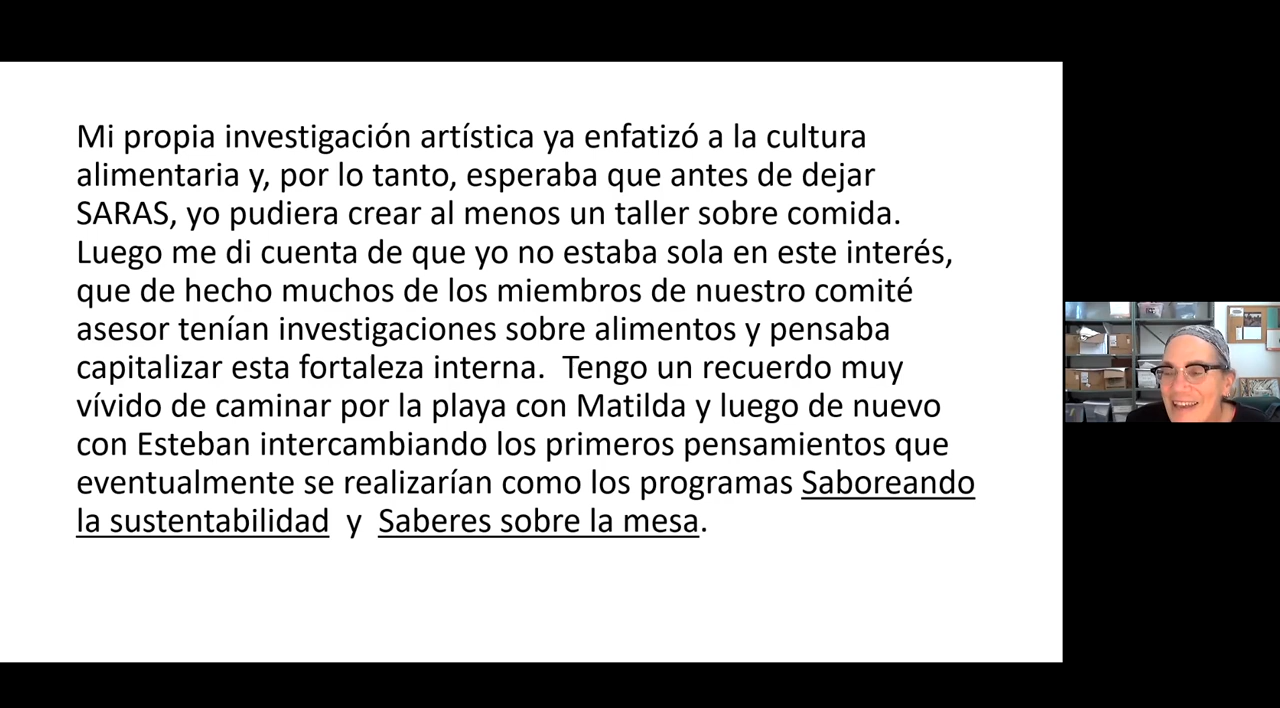 Mi propia investigación artística ya enfatizó a la cultura
alimentaria y, por lo tanto, esperaba que antes de dejar
SARAS, yo pudiera crear al menos un taller sobre comida.
Luego me di cuenta de que yo no estaba sola en este interés,
que de hecho muchos de los miembros de nuestro comité
asesor tenían investigaciones sobre alimentos y pensaba
capitalizar esta fortaleza interna.  Tengo un recuerdo muy
vívido de caminar por la playa con Matilda y luego de nuevo
con Esteban intercambiando los primeros pensamientos que
eventualmente se realizarían como los programas Saboreando
la sustentabilidad  y  Saberes sobre la mesa.